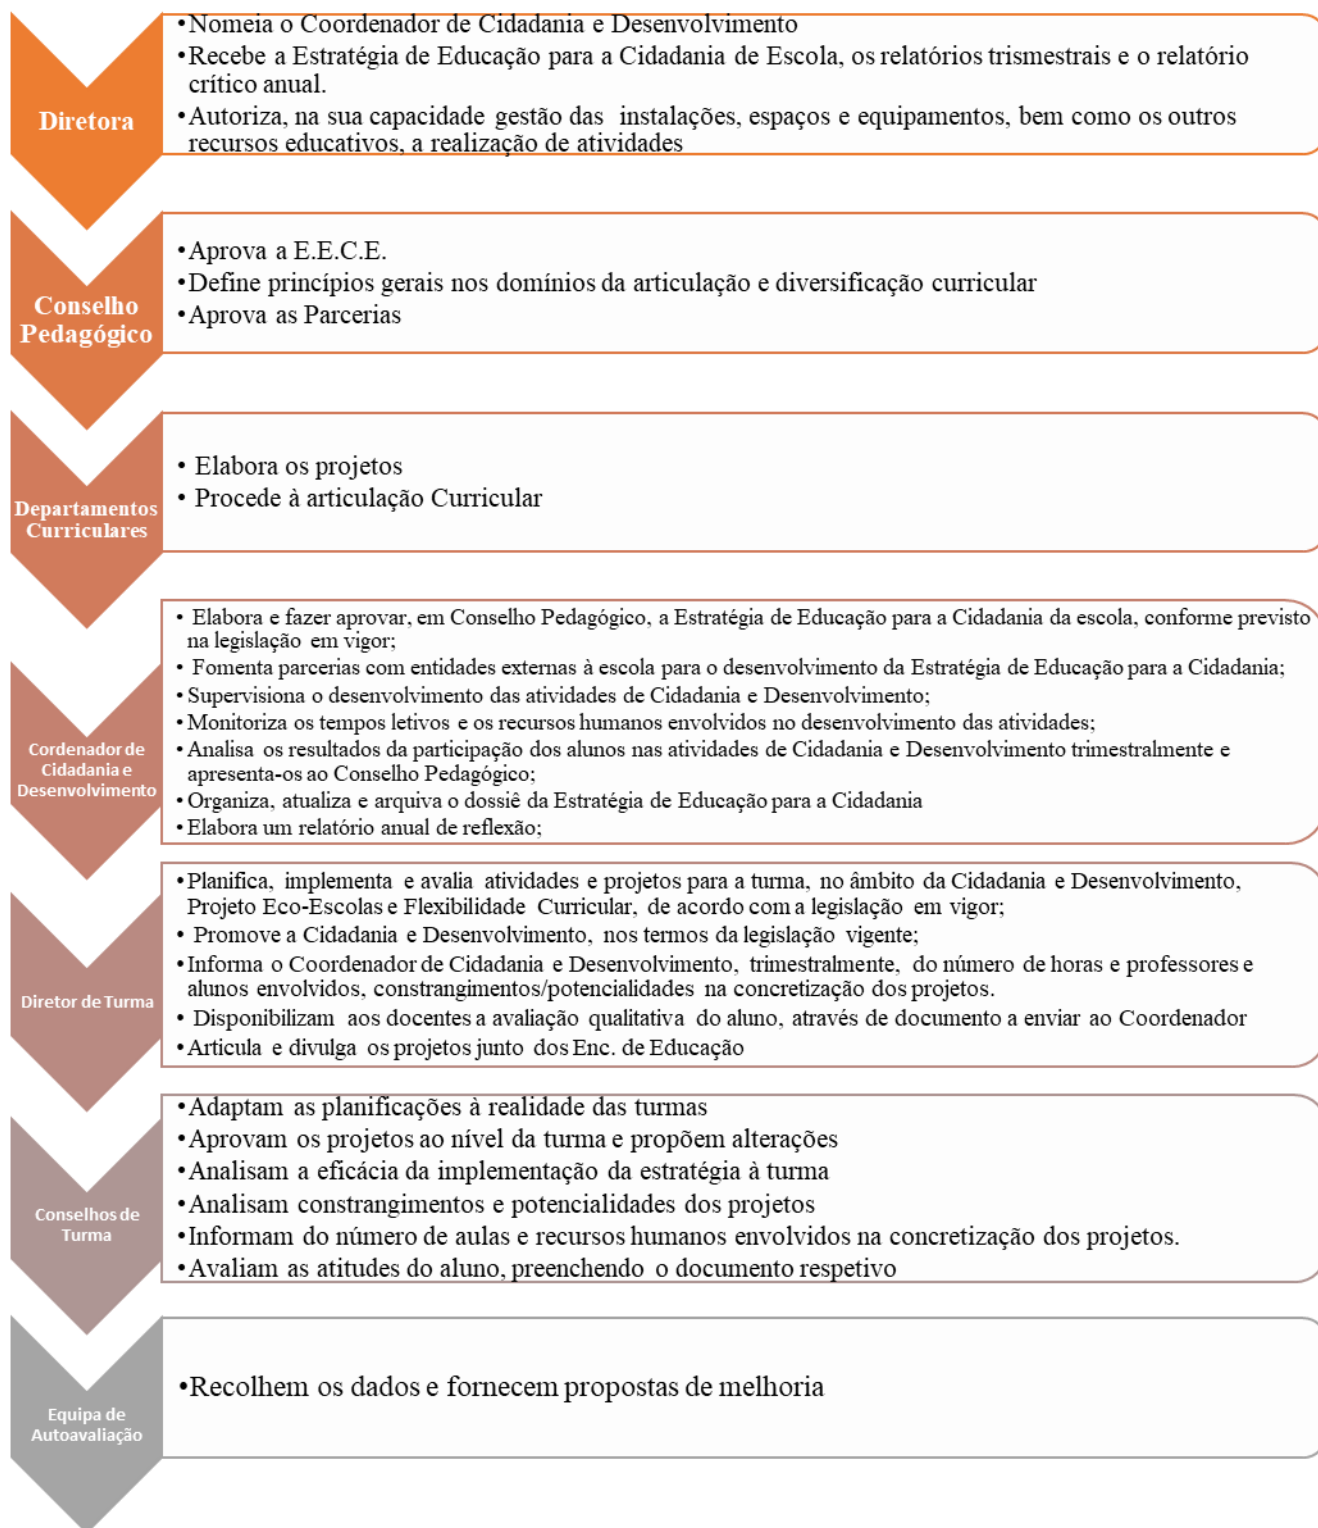 Diretora
•Nomeia o Coordenador de Cidadania e Desenvolvimento
•Recebe a Estratégia de Educação para a Cidadania de Escola, os relatórios trismestrais e o relatório
crítico anual.
•Autoriza, na sua capacidade gestão das instalações, espaços e equipamentos, bem como os outros
recursos educativos, a realização de atividades
Conselho
Pedagógico
•Aprova a E.E.C.E.
•Define princípios gerais nos domínios da articulação e diversificação curricular
•Aprova as Parcerias
Departamentos
Curriculares
• Elabora os projetos
• Procede à articulação Curricular
Cordenador de
Cidadania e
Desenvolvimento
• Elabora e fazer aprovar, em Conselho Pedagógico, a Estratégia de Educação para a Cidadania da escola, conforme previsto
na legislação em vigor;
• Fomenta parcerias com entidades externas à escola para o desenvolvimento da Estratégia de Educação para a Cidadania;
•Supervisiona o desenvolvimento das atividades de Cidadania e Desenvolvimento;
•Monitoriza os tempos letivos e os recursos humanos envolvidos no desenvolvimento das atividades;
•Analisa os resultados da participação dos alunos nas atividades de Cidadania e Desenvolvimento trimestralmente e
apresenta-os ao Conselho Pedagógico;
•Organiza, atualiza e arquiva o dossiê da Estratégia de Educação para a Cidadania
•Elabora um relatório anual de reflexão;
Diretor de Turma
•Planifica, implementa e avalia atividades e projetos para a turma, no âmbito da Cidadania e Desenvolvimento,
Projeto Eco-Escolas e Flexibilidade Curricular, de acordo com a legislação em vigor;
• Promove a Cidadania e Desenvolvimento, nos termos da legislação vigente;
•Informa o Coordenador de Cidadania e Desenvolvimento, trimestralmente, do número de horas e professores e
alunos envolvidos, constrangimentos/potencialidades na concretização dos projetos.
• Disponibilizam aos docentes a avaliação qualitativa do aluno, através de documento a enviar ao Coordenador
•Articula e divulga os projetos junto dos Enc. de Educação
Conselhos de
Turma
•Adaptam as planificações à realidade das turmas
•Aprovam os projetos ao nível da turma e propõem alterações
•Analisam a eficácia da implementação da estratégia à turma
•Analisam constrangimentos e potencialidades dos projetos
•Informam do número de aulas e recursos humanos envolvidos na concretização dos projetos.
•Avaliam as atitudes do aluno, preenchendo o documento respetivo
Equipa de
Autoavaliação
•Recolhem os dados e fornecem propostas de melhoria